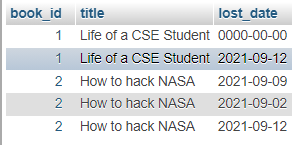 book_id title lost_date
1 Life of a CSE Student 0000-00-00
1 Life of a CSE Student 2021-09-12
2 How to hack NASA 2021-09-09
2 How to hack NASA 2021-09-02
2 How to hack NASA 2021-09-12